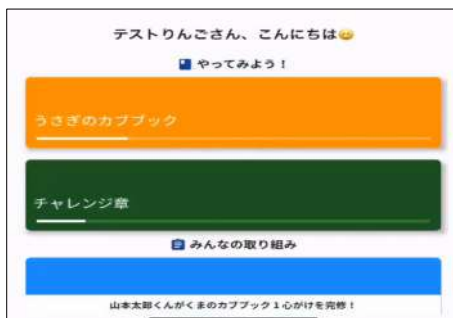 テストりんごさん、こんにちは😄
やってみよう！
うさぎのカブブック
チャレンジ章
みんなの取り組み
山本太郎くんがくまのカブブック1心がけを完修！